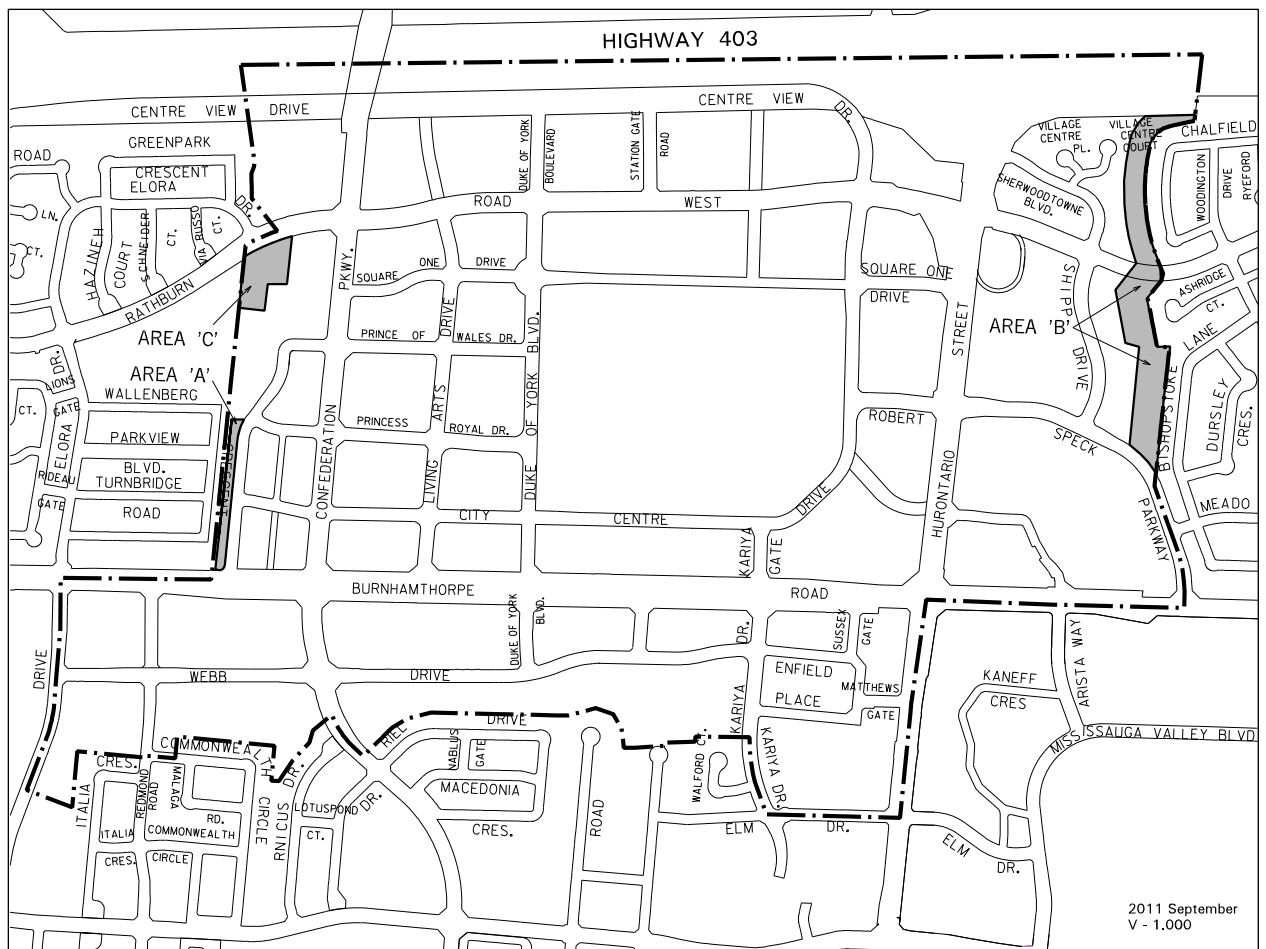 HIGHWAY 403
CENTRE VIEW DRIVE
CENTRE VIEW
DR.
GREENPARK
ROAD
CRESCENT
ELORA
DR.
LN.
CT.
HAZINEH
COURT
SCHNEIDER
CT.
VIA RUSSO
CT.
RATHBURN
ROAD
WEST
DUKE OF YORK
BOULEVARD
STATION GATE
ROAD
VILLAGE
CENTRE
PL.
VILLAGE
CENTRE
COURT
CHALFIELD
SHERWOODTOWNE
BLVD.
WOODINGTON
DRIVE
RYEFORD
PKWY.
SQUARE ONE DRIVE
SQUARE ONE
DRIVE
SHIPP
DRIVE
ASHRIDGE
CT.
LANE
AREA 'B'
AREA 'C'
AREA 'A'
PRINCE OF WALES DR.
DRIVE
DUKE OF YORK BLVD.
STREET
LIONS
GATE
DR.
WALLENBERG
CT.
ELORA
PARKVIEW
BLVD.
TURNBRIDGE
RIDEAU
GATE
ROAD
CRESCENT
CONFEDERATION
PRINCESS ROYAL DR.
LIVING
ARTS
ROBERT
SPECK
PARKWAY
BISHOPSTOKE
DURSLEY
CRES.
MEADO
CITY CENTRE
DRIVE
HURONTARIO
KARIYA
GATE
BURNHAMTHORPE
ROAD
DUKE OF YORK
BLVD.
DR.
SUSSEX
GATE
DRIVE
WEBB
DRIVE
ENFIELD
PLACE
MATTHEWS
GATE
KANEFF
CRES
ARISTA WAY
MISSISSAUGA VALLEY BLVD
KARIYA
KARIYA DR.
RIEL
DRIVE
COMMONWEALTH
CIRCLE
CRES.
ITALIA
REDMOND
ROAD
MALAGA
RD.
COMMONWEALTH
ITALIA
CRES.
CIRCLE
SUCIRN
DR.
LOTUSPOND
CT.
DR.
NABLUS
GATE
MACEDONIA
CRES.
ROAD
WALFORD CT.
ELM
DR.
ELM
DR.
2011 September
V - 1.000